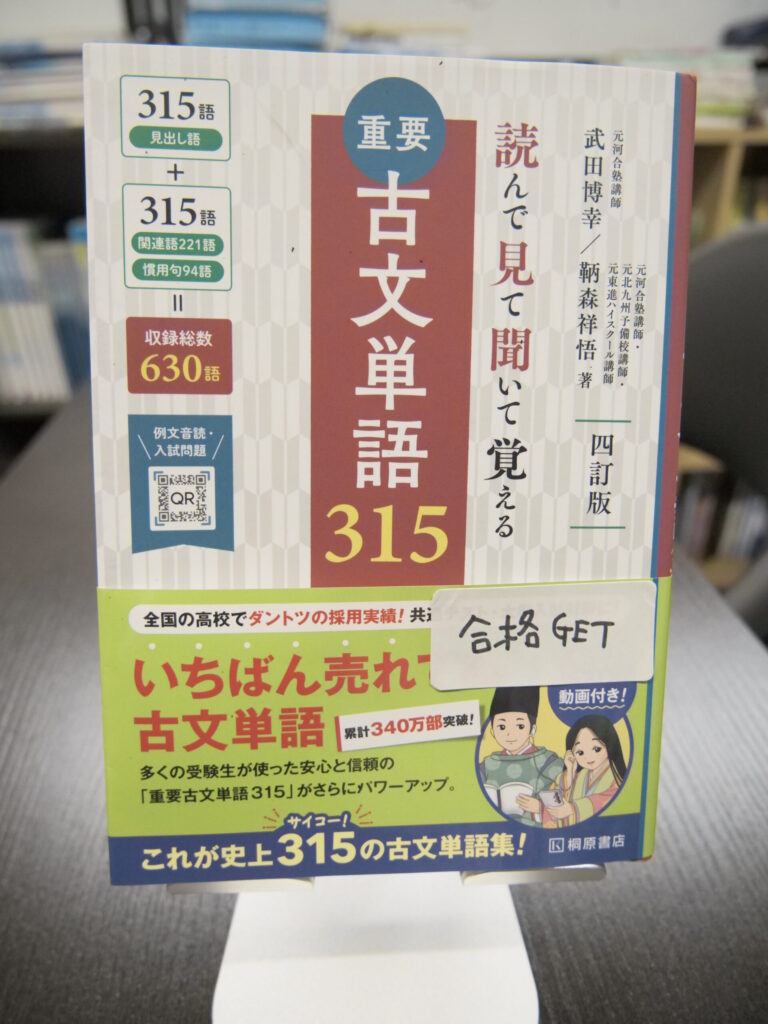 315語
見出し語
+
315語
関連語221語
慣用句94語
=
収録総数
630語
例文音読・
入試問題
QR
重要
古文単語
315
読んで見て聞いて覚える
元河合塾講師
武田博幸/鞆森祥悟 著
元河合塾講師・
元北九州予備校講師・
元東進ハイスクール講師
四訂版
全国の高校でダントツの採用実績!共通
合格GET
いちばん売れて
古文単語
累計340万部突破!
動画付き!
多くの受験生が使った安心と信頼の
「重要古文単語315」がさらにパワーアップ。
サイコー!
これが史上315の古文単語集!
桐原書店